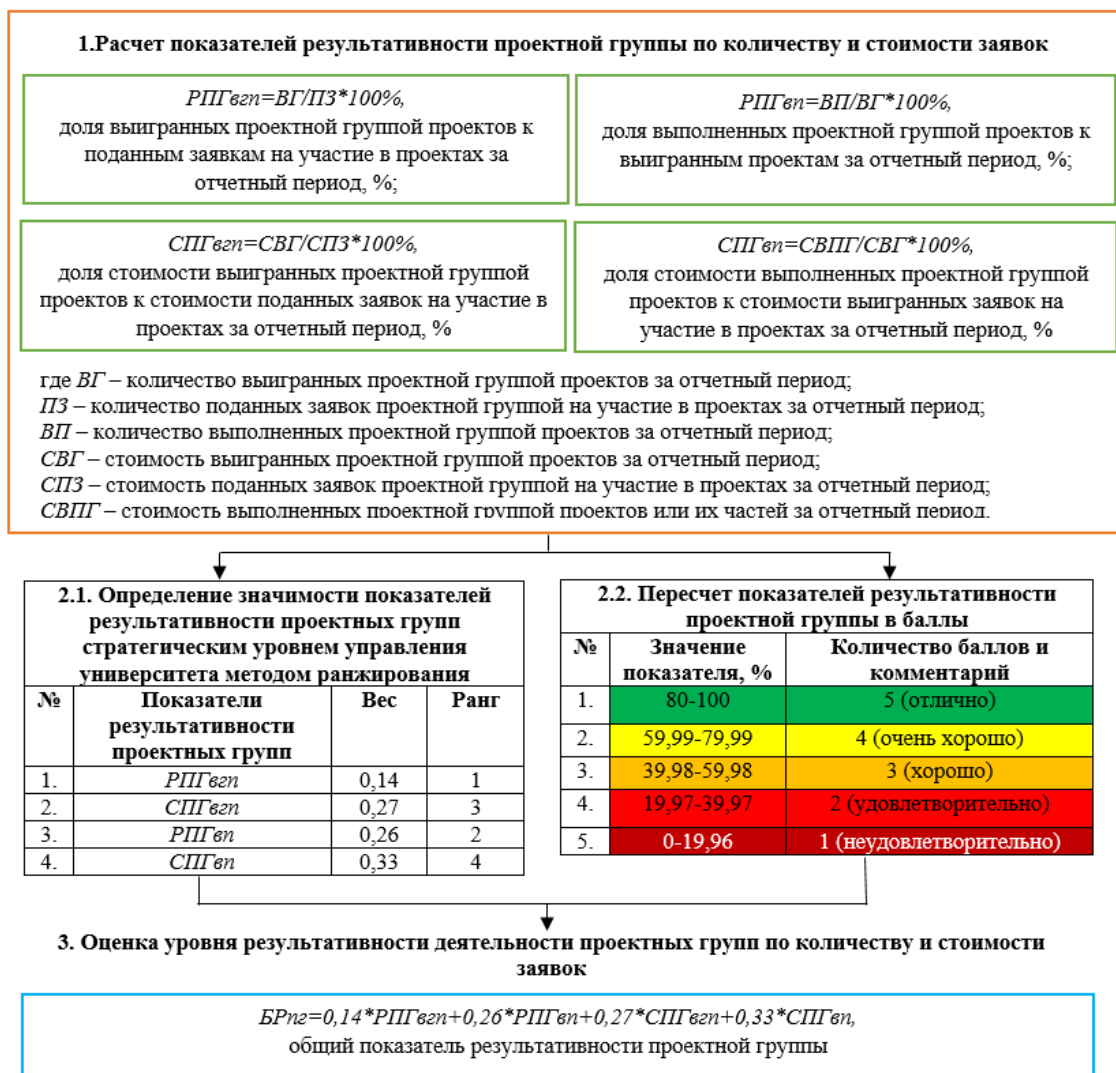 1.Расчет показателей результативности проектной группы по количеству и стоимости заявок
РПГвгп=ВГ/ПЗ*100%,
доля выигранных проектной группой проектов к
поданным заявкам на участие в проектах за
отчетный период, %;
РПГвп=ВП/ВГ*100%,
доля выполненных проектной группой проектов к
выигранным проектам за отчетный период, %;
СПГвгп=СВГ/СПЗ*100%,
доля стоимости выигранных проектной группой
проектов к стоимости поданных заявок на участие в
проектах за отчетный период, %
СПГвп=СВПГ/СВГ*100%,
доля стоимости выполненных проектной группой
проектов к стоимости выигранных заявок на
участие в проектах за отчетный период, %
где ВГ – количество выигранных проектной группой проектов за отчетный период;
ПЗ – количество поданных заявок проектной группой на участие в проектах за отчетный период;
ВП – количество выполненных проектной группой проектов за отчетный период;
СВГ – стоимость выигранных проектной группой проектов за отчетный период;
СПЗ – стоимость поданных заявок проектной группой на участие в проектах за отчетный период;
СВПГ – стоимость выполненных проектной группой проектов или их частей за отчетный период.
2.1. Определение значимости показателей
результативности проектных групп
стратегическим уровнем управления
университета методом ранжирования
№ Показатели Вес Ранг
результативности
проектных групп
1. РПГвгп 0,14 1
2. СПГвгп 0,27 3
3. РПГвп 0,26 2
4. СПГвп 0,33 4
2.2. Пересчет показателей результативности
проектной группы в баллы
№ Значение Количество баллов и
показателя, % комментарий
1. 80-100 5 (отлично)
2. 59,99-79,99 4 (очень хорошо)
3. 39,98-59,98 3 (хорошо)
4. 19,97-39,97 2 (удовлетворительно)
5. 0-19,96 1 (неудовлетворительно)
3. Оценка уровня результативности деятельности проектных групп по количеству и стоимости
заявок
БРпг=0,14*РПГвгп+0,26*РПГвп+0,27*СПГвгп+0,33*СПГвп,
общий показатель результативности проектной группы